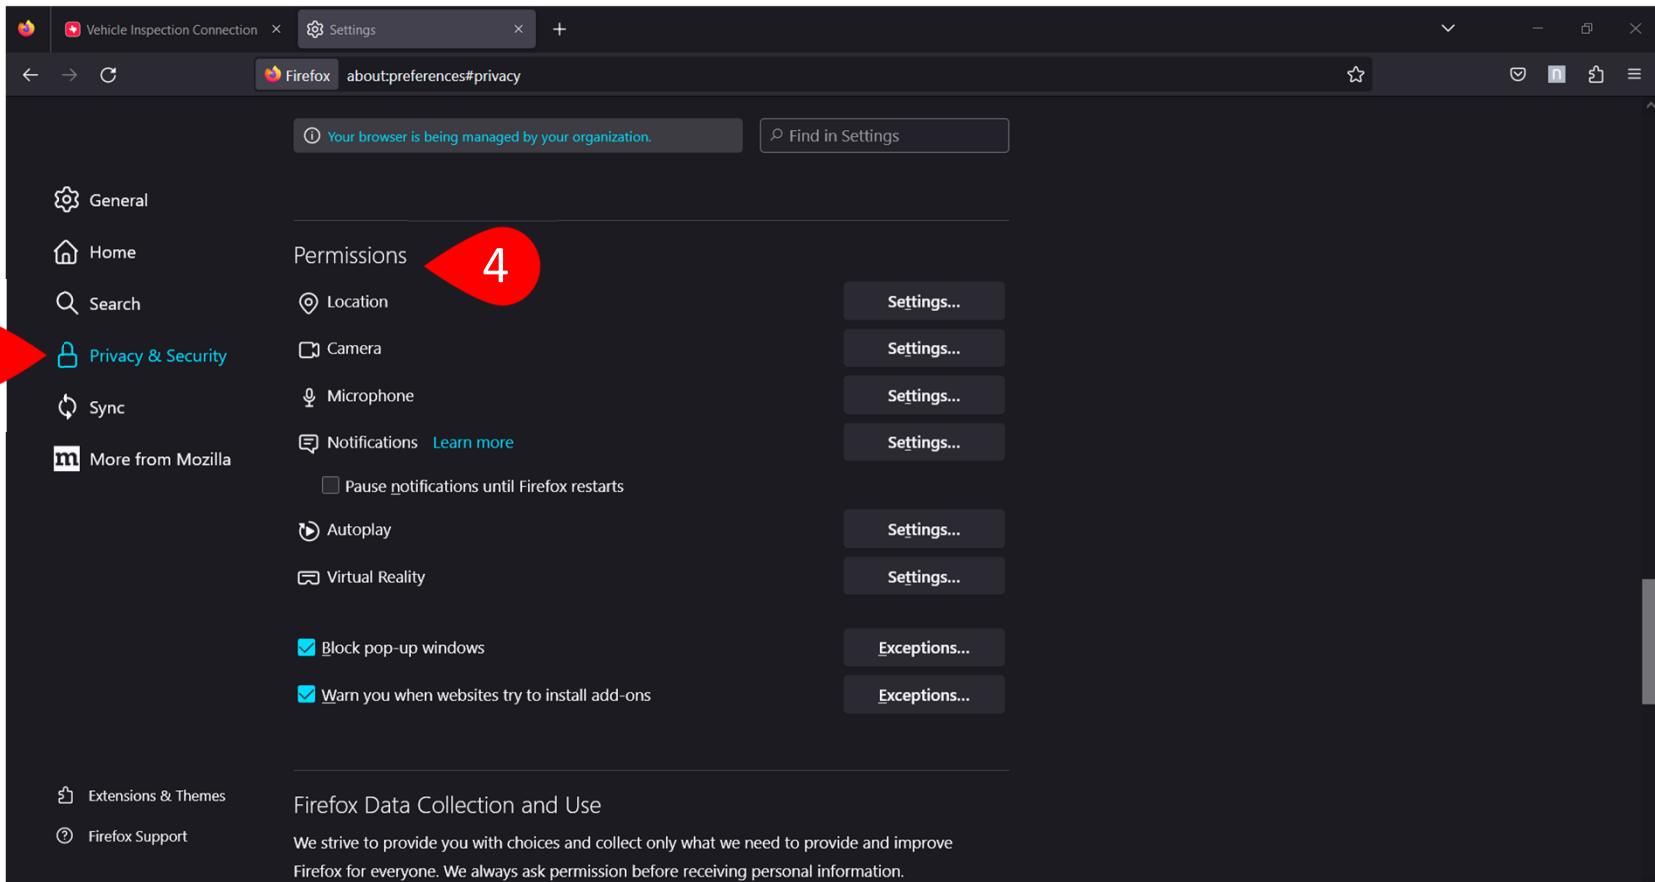 Vehicle Inspection Connection
Settings
Firefox about:preferences#privacy
Your browser is being managed by your organization.
Find in Settings
General
Home
Search
Privacy & Security
Sync
More from Mozilla
Extensions & Themes
Firefox Support
Permissions
4
Location Settings...
Camera Settings...
Microphone Settings...
Notifications Learn more Settings...
Pause notifications until Firefox restarts
Autoplay Settings...
Virtual Reality Settings...
Block pop-up windows Exceptions...
Warn you when websites try to install add-ons Exceptions...
Firefox Data Collection and Use
We strive to provide you with choices and collect only what we need to provide and improve
Firefox for everyone. We always ask permission before receiving personal information.